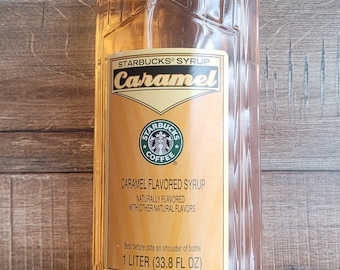 STARBUCKS® SYRUP
Caramel
STARBUCKS
COFFEE
CARAMEL FLAVORED SYRUP
NATURALLY FLAVORED
WITH OTHER NATURAL FLAVORS
Best before date on shoulder of bottle
1 LITER (33.8 FL OZ)